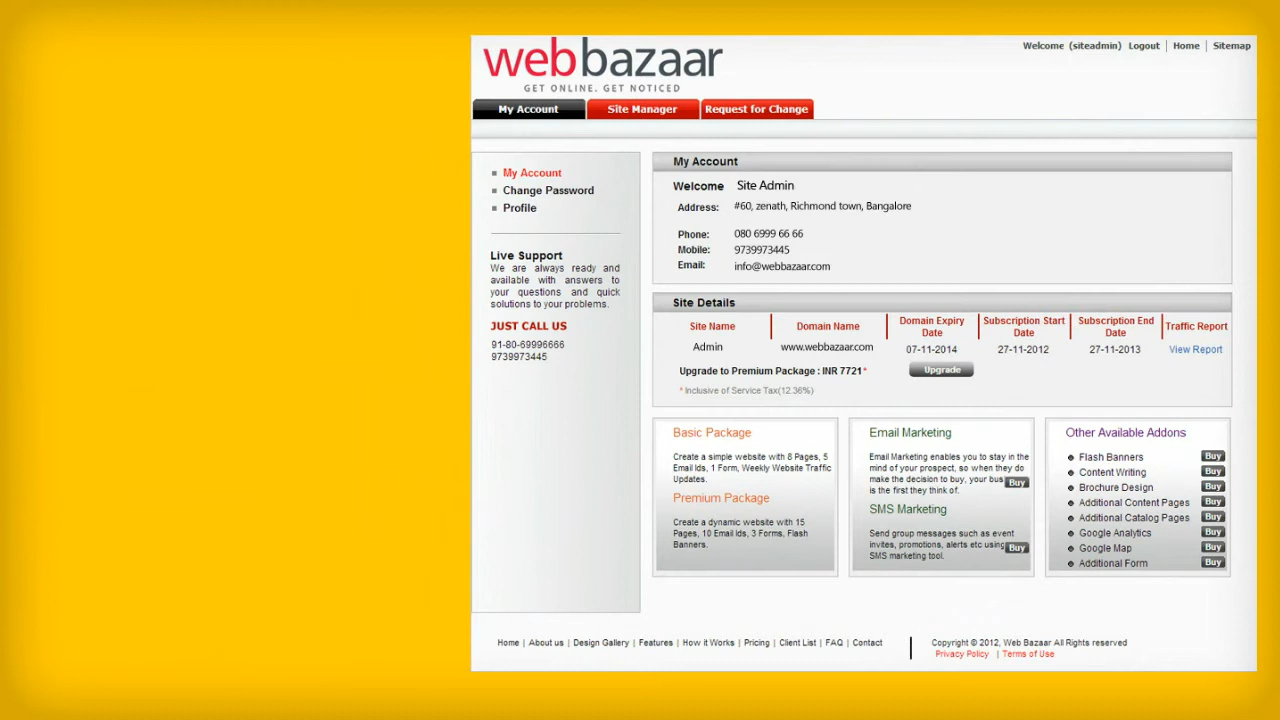 webbazaar
GET ONLINE. GET NOTICED
Welcome (siteadmin) Logout | Home | Sitemap
My Account Site Manager Request for Change
My Account
Change Password
Profile
Live Support
We are always ready and
available with answers to
your questions and quick
solutions to your problems.
JUST CALL US
91-80-69996666
9739973445
My Account
Welcome Site Admin
Address: #60, zenath, Richmond town, Bangalore
Phone: 080 6999 66 66
Mobile: 9739973445
Email: info@webbazaar.com
Site Details
Site Name | Domain Name | Domain Expiry Date | Subscription Start Date | Subscription End Date | Traffic Report
Admin www.webbazaar.com 07-11-2014 27-11-2012 27-11-2013 View Report
Upgrade to Premium Package : INR 7721* Upgrade
* Inclusive of Service Tax(12.36%)
Basic Package
Create a simple website with 8 Pages, 5
Email Ids, 1 Form, Weekly Website Traffic
Updates.
Premium Package
Create a dynamic website with 15
Pages, 10 Email Ids, 3 Forms, Flash
Banners.
Email Marketing
Email Marketing enables you to stay in the
mind of your prospect, so when they do
make the decision to buy, your bus Buy
is the first they think of.
SMS Marketing
Send group messages such as event
invites, promotions, alerts etc using Buy
SMS marketing tool.
Other Available Addons
Flash Banners Buy
Content Writing Buy
Brochure Design Buy
Additional Content Pages Buy
Additional Catalog Pages Buy
Google Analytics Buy
Google Map Buy
Additional Form Buy
Home | About us | Design Gallery | Features | How it Works | Pricing | Client List | FAQ | Contact
Copyright © 2012, Web Bazaar All Rights reserved
Privacy Policy | Terms of Use